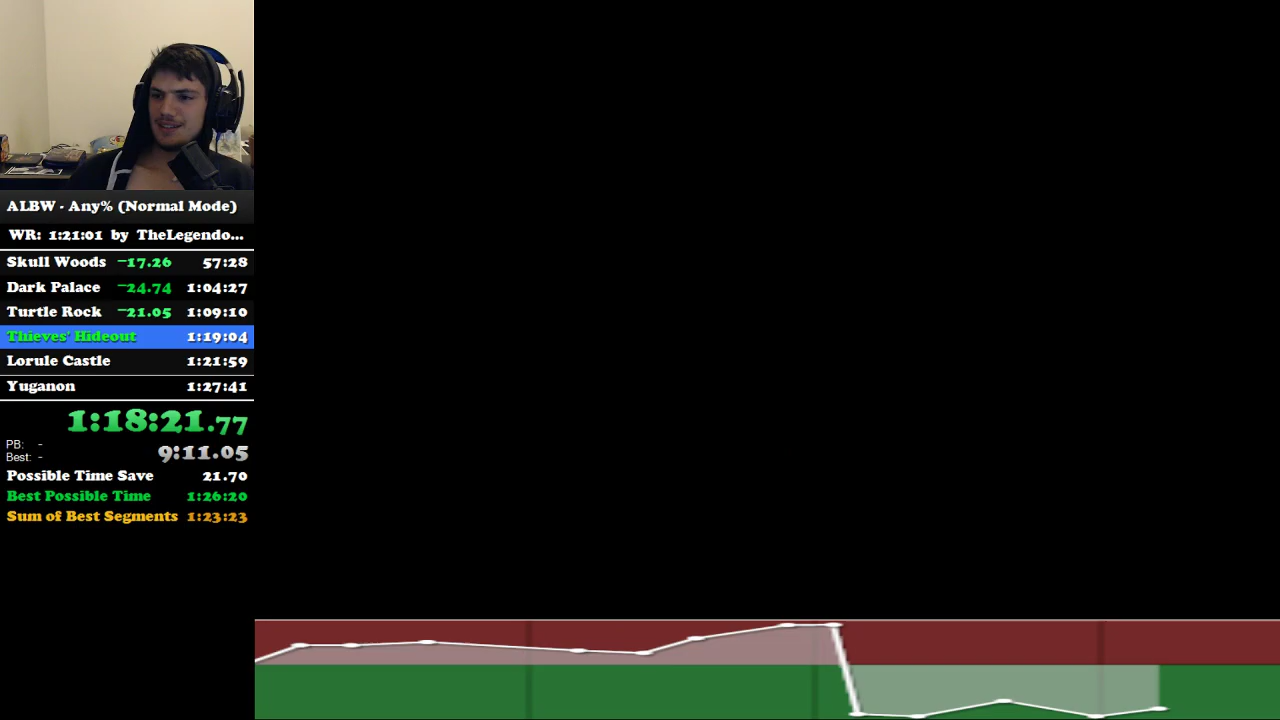 ALBW - Any% (Normal Mode)
WR: 1:21:01 by TheLegendo...
Skull Woods −17.26 57:28
Dark Palace −24.74 1:04:27
Turtle Rock −21.05 1:09:10
Thieves' Hideout 1:19:04
Lorule Castle 1:21:59
Yuganon 1:27:41
1:18:21.77
PB: -
Best: -
9:11.05
Possible Time Save 21.70
Best Possible Time 1:26:20
Sum of Best Segments 1:23:23